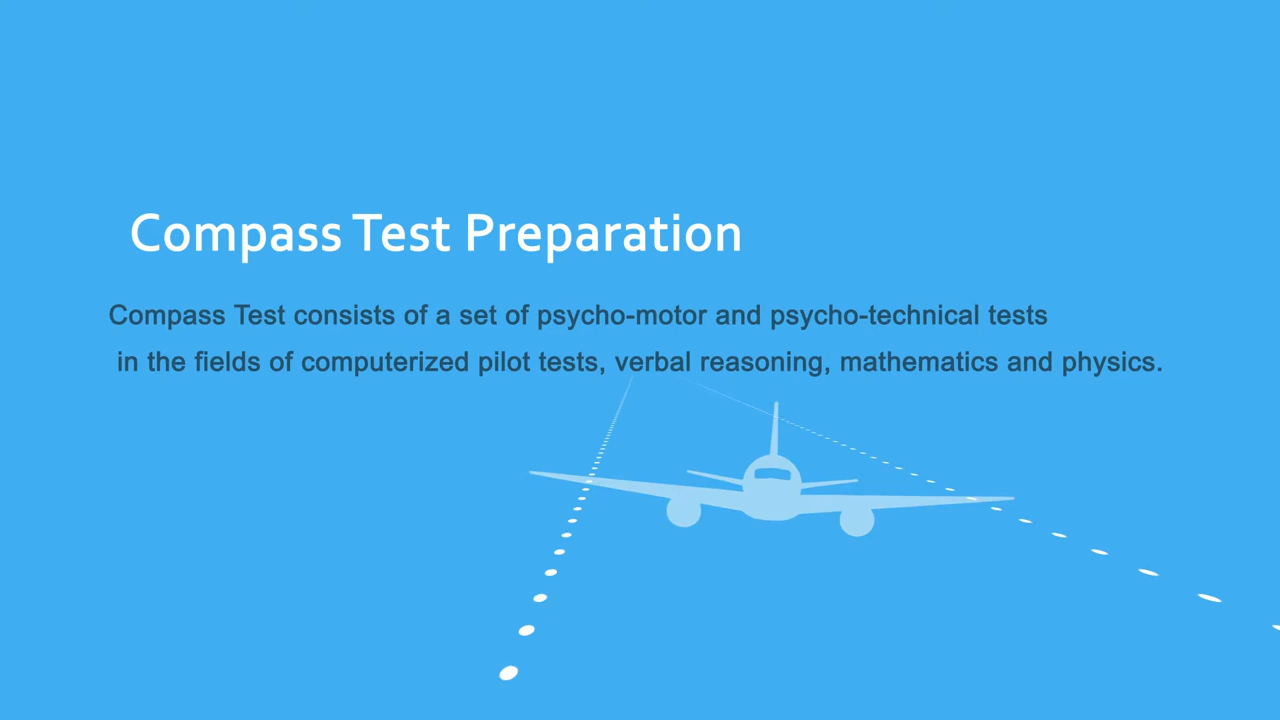 Compass Test Preparation
Compass Test consists of a set of psycho-motor and psycho-technical tests
in the fields of computerized pilot tests, verbal reasoning, mathematics and physics.